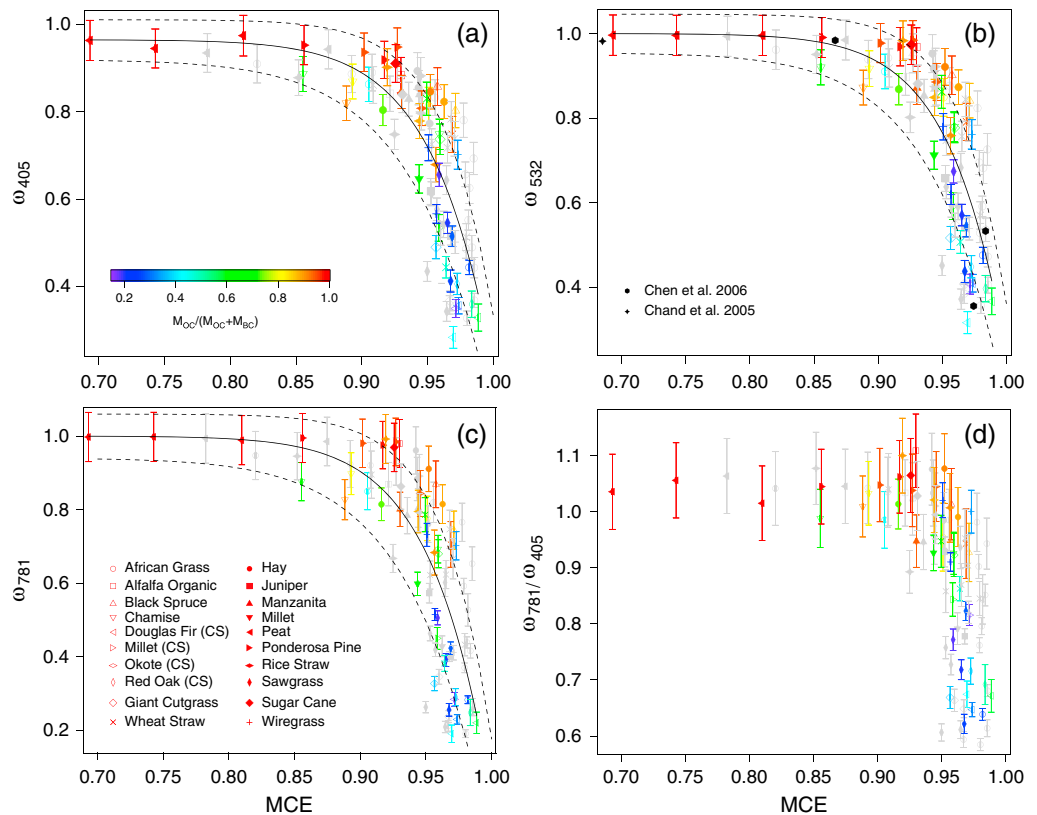 (a)
ω405
1.0
0.8
0.6
0.4
0.2 0.4 0.6 0.8 1.0
MOC/(MOC+MBC)
0.70 0.75 0.80 0.85 0.90 0.95 1.00
(b)
ω532
1.0
0.8
0.6
0.4
Chen et al. 2006
Chand et al. 2005
0.70 0.75 0.80 0.85 0.90 0.95 1.00
(c)
ω781
1.0
0.8
0.6
0.4
0.2
African Grass
Alfalfa Organic
Black Spruce
Chamise
Douglas Fir (CS)
Millet (CS)
Okote (CS)
Red Oak (CS)
Giant Cutgrass
Wheat Straw
Hay
Juniper
Manzanita
Millet
Peat
Ponderosa Pine
Rice Straw
Sawgrass
Sugar Cane
Wiregrass
0.70 0.75 0.80 0.85 0.90 0.95 1.00
MCE
(d)
ω781/ ω405
1.1
1.0
0.9
0.8
0.7
0.6
0.70 0.75 0.80 0.85 0.90 0.95 1.00
MCE